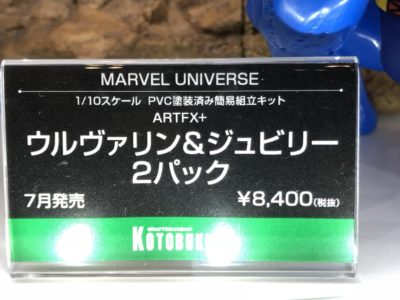 MARVEL UNIVERSE
1/10スケール PVC塗装済み簡易組立キット
ARTFX+
ウルヴァリン&ジュビリー
2パック
7月発売 ¥8,400(税抜)
CRAFTSMANSHIP